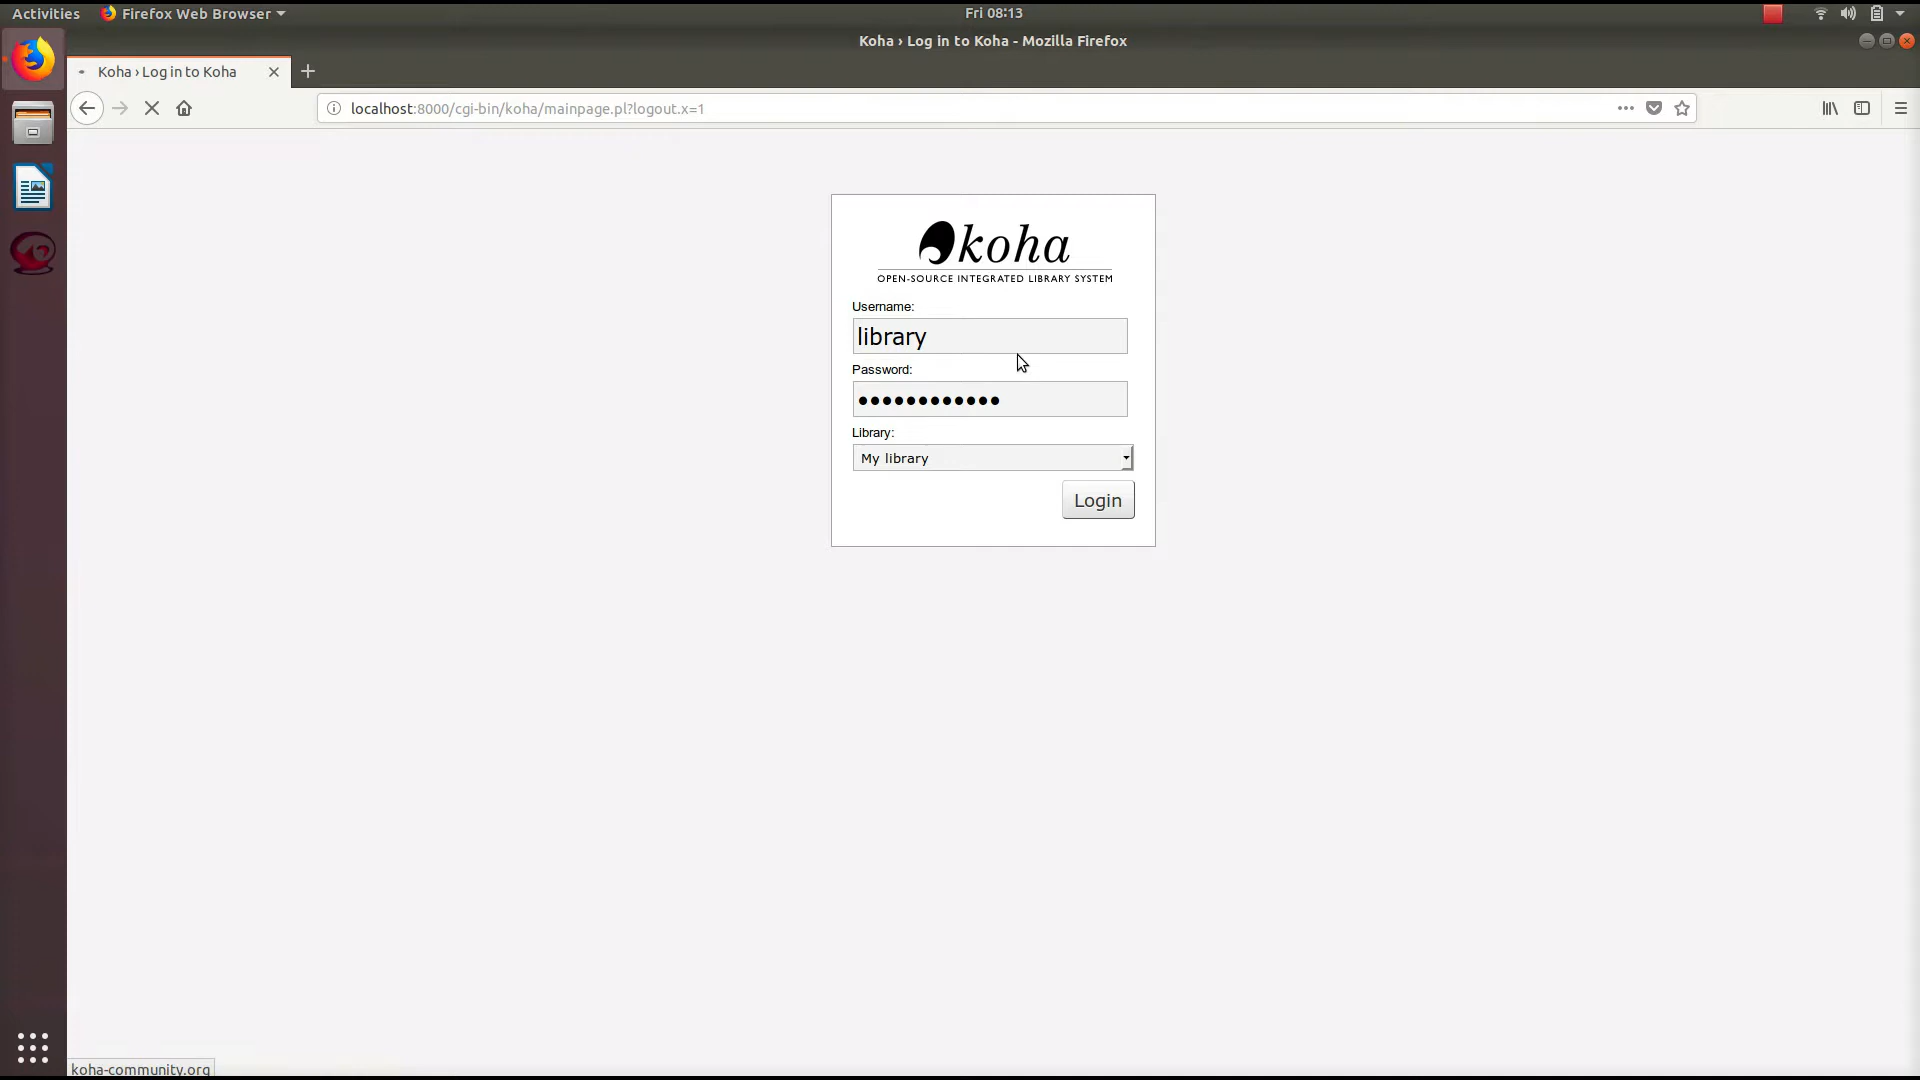 Activities
Firefox Web Browser
Fri 08:13
Koha › Log in to Koha - Mozilla Firefox
Koha › Log in to Koha
localhost:8000/cgi-bin/koha/mainpage.pl?logout.x=1
koha
OPEN-SOURCE INTEGRATED LIBRARY SYSTEM
Username:
library
Password:
●●●●●●●●●●●●
Library:
My library
Login
koha-community.org